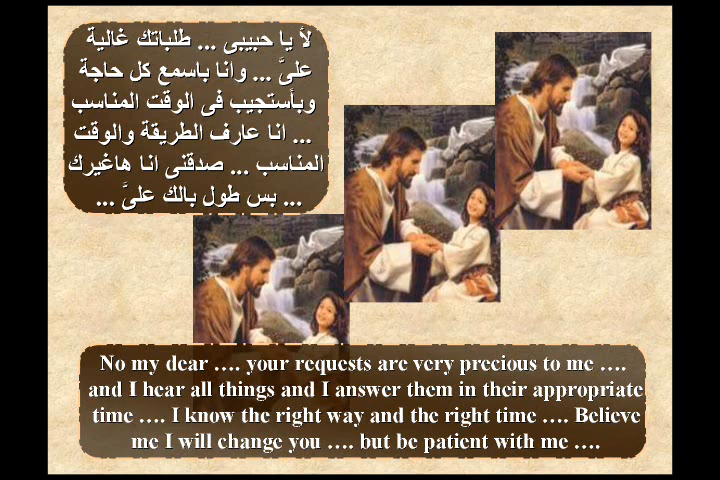 لأ يا حبيبى ... طلباتك غالية
علىَّ ... وانا باسمع كل حاجة
وبأستجيب فى الوقت المناسب
... انا عارف الطريقة والوقت
المناسب ... صدقنى انا هاغيرك
... بس طول بالك علىَّ ...
No my dear .... your requests are very precious to me ....
and I hear all things and I answer them in their appropriate
time .... I know the right way and the right time .... Believe
me I will change you .... but be patient with me ....